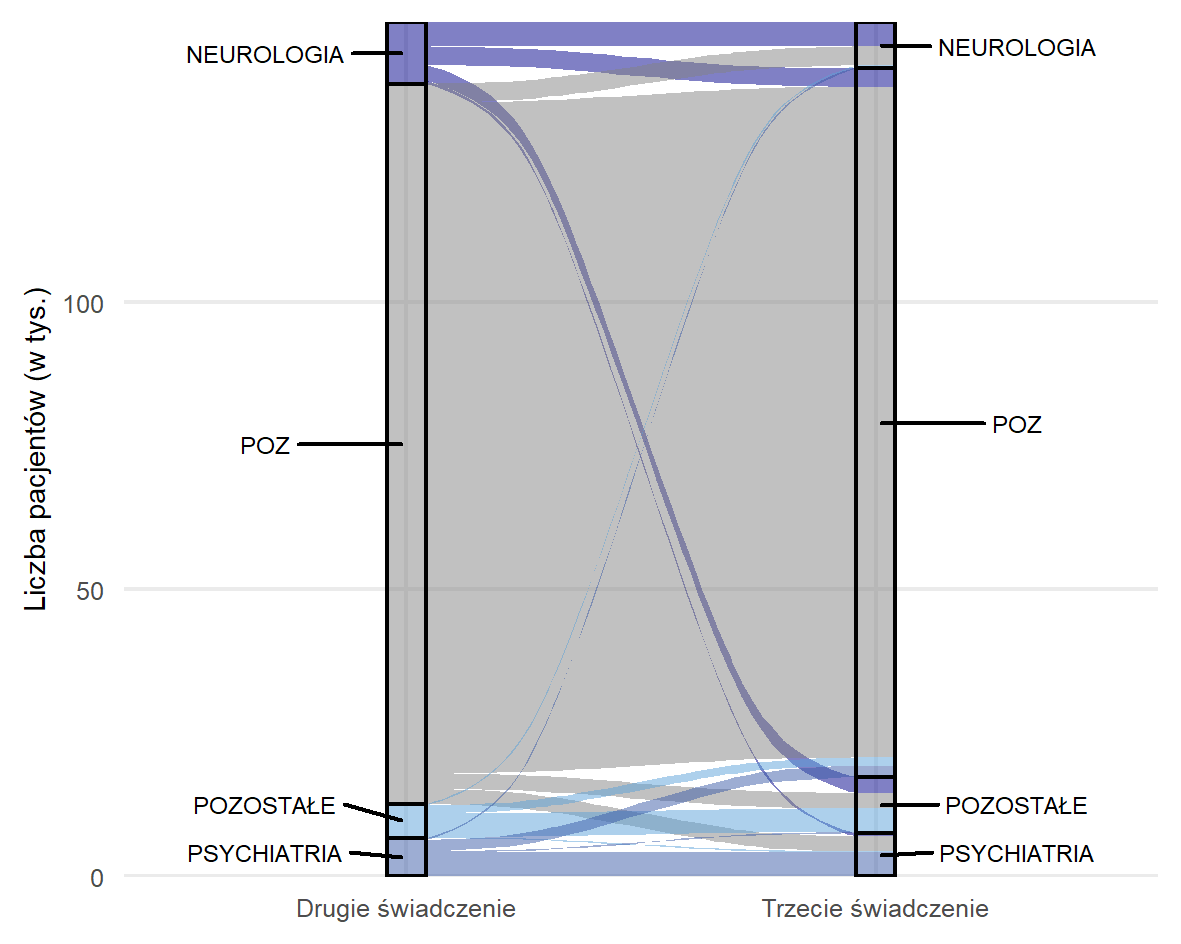 NEUROLOGIA
NEUROLOGIA
Liczba pacjentów (w tys.)
100
POZ
POZ
50
POZOSTAŁE
POZOSTAŁE
PSYCHIATRIA
PSYCHIATRIA
0
Drugie świadczenie
Trzecie świadczenie